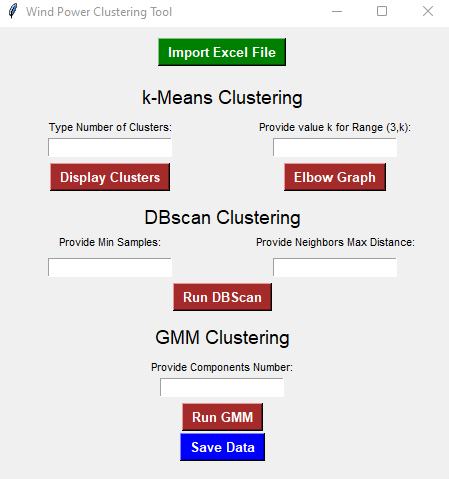 Wind Power Clustering Tool
Import Excel File
k-Means Clustering
Type Number of Clusters: Provide value k for Range (3,k):
Display Clusters Elbow Graph
DBscan Clustering
Provide Min Samples: Provide Neighbors Max Distance:
Run DBScan
GMM Clustering
Provide Components Number:
Run GMM
Save Data